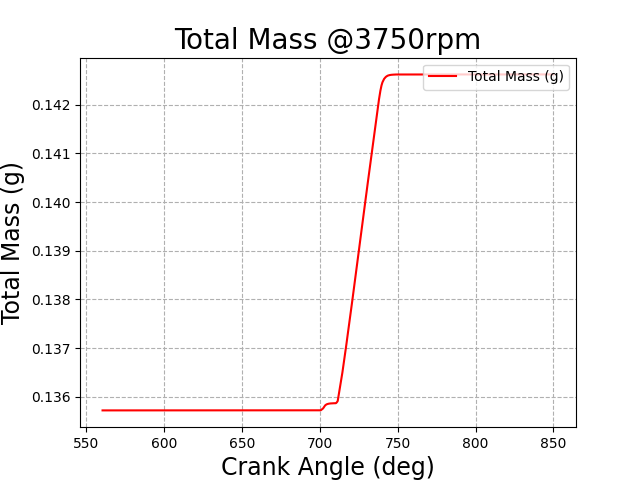 Total Mass @3750rpm
Total Mass (g)
0.142
0.141
0.140
0.139
0.138
0.137
0.136
Total Mass (g)
550 600 650 700 750 800 850
Crank Angle (deg)